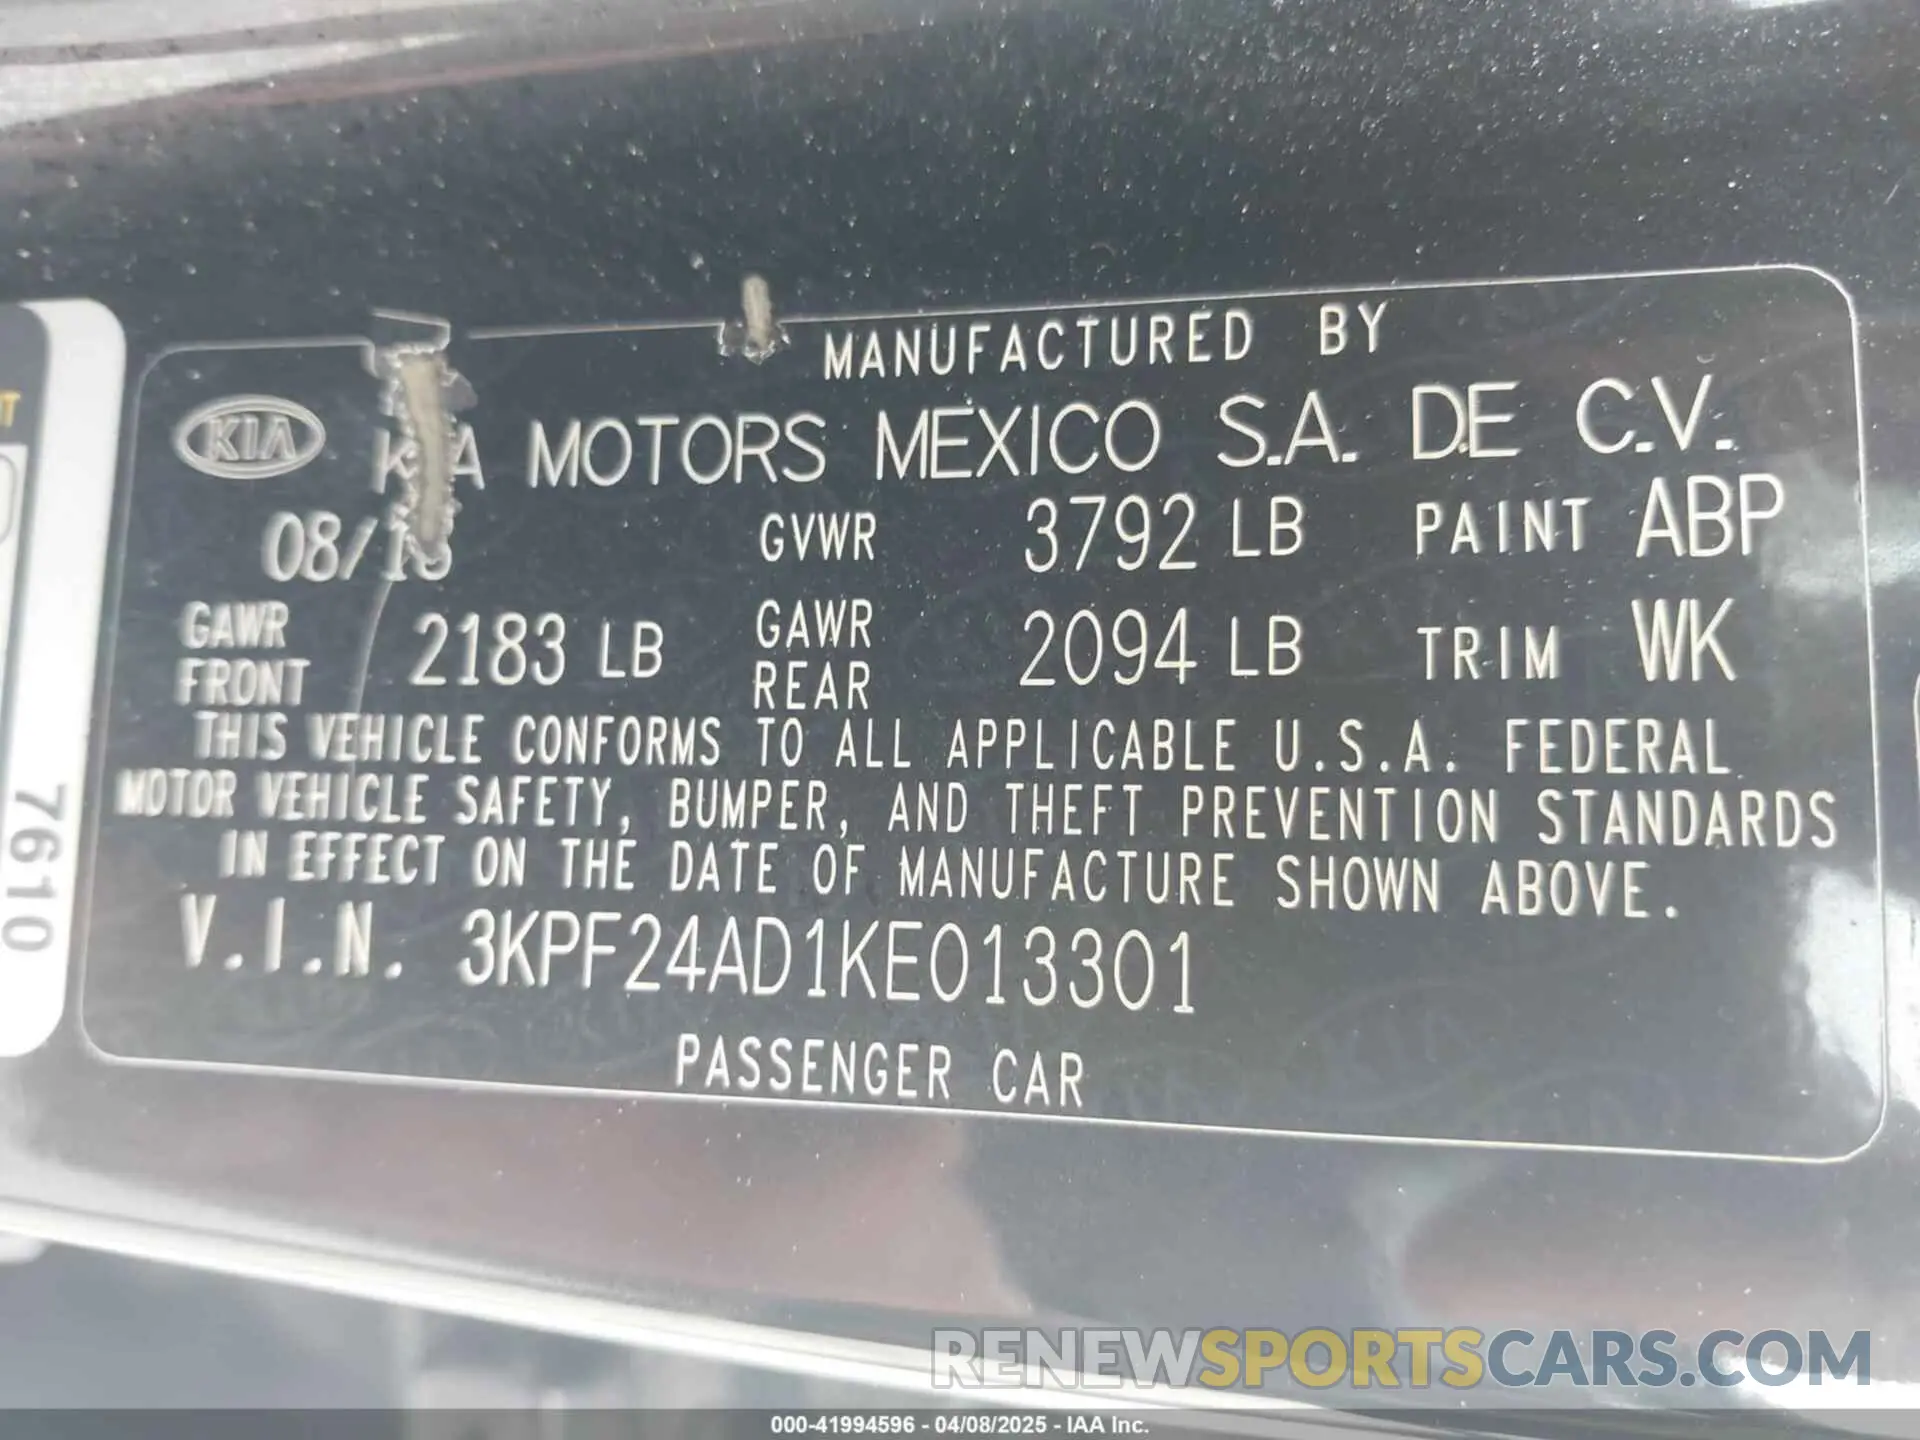 MANUFACTURED BY
KIA
KIA MOTORS MEXICO S.A. DE C.V.
GVWR 3792 LB PAINT ABP
GAWR FRONT 2183 LB GAWR REAR 2094 LB TRIM WK
THIS VEHICLE CONFORMS TO ALL APPLICABLE U.S.A. FEDERAL
MOTOR VEHICLE SAFETY, BUMPER, AND THEFT PREVENTION STANDARDS
IN EFFECT ON THE DATE OF MANUFACTURE SHOWN ABOVE.
V.I.N. 3KPF24AD1KE013301
PASSENGER CAR
7610
RENEWSPORTSCARS.COM
000-41994596 - 04/08/2025 - IAA Inc.